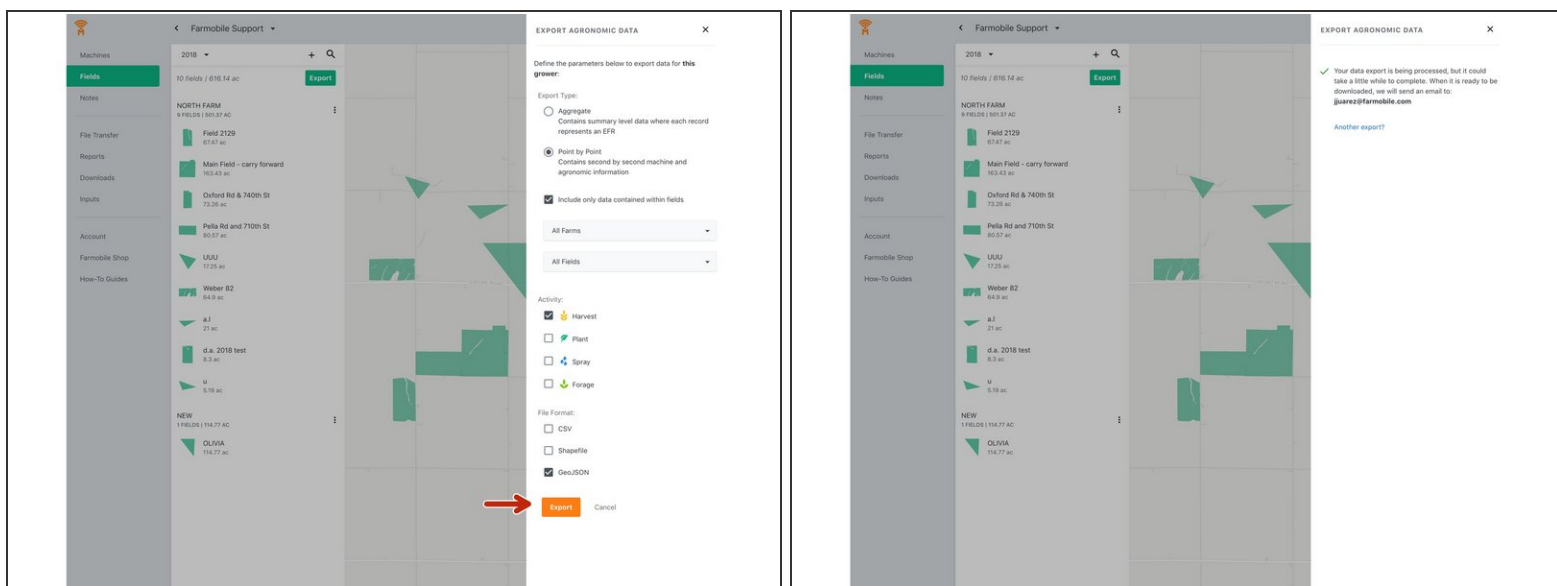 Farmobile Support
Machines
Fields
Notes
File Transfer
Reports
Downloads
Inputs
Account
Farmobile Shop
How-To Guides
2018
10 fields / 616.14 ac
Export
NORTH FARM
9 FIELDS | 501.37 AC
Field 2129
67.47 ac
Main Field - carry forward
163.43 ac
Oxford Rd & 740th St
73.26 ac
Pella Rd and 710th St
80.57 ac
UUU
17.25 ac
Weber B2
64.9 ac
a.l
21 ac
d.a. 2018 test
8.3 ac
u
5.19 ac
NEW
1 FIELDS | 114.77 AC
OLIVIA
114.77 ac
EXPORT AGRONOMIC DATA
Define the parameters below to export data for this
grower:
Export Type:
Aggregate
Contains summary level data where each record
represents an EFR
Point by Point
Contains second by second machine and
agronomic information
Include only data contained within fields
All Farms
All Fields
Activity:
Harvest
Plant
Spray
Forage
File Format:
CSV
Shapefile
GeoJSON
Export Cancel
Farmobile Support
Machines
Fields
Notes
File Transfer
Reports
Downloads
Inputs
Account
Farmobile Shop
How-To Guides
2018
10 fields / 616.14 ac
Export
NORTH FARM
9 FIELDS | 501.37 AC
Field 2129
67.47 ac
Main Field - carry forward
163.43 ac
Oxford Rd & 740th St
73.26 ac
Pella Rd and 710th St
80.57 ac
UUU
17.25 ac
Weber B2
64.9 ac
a.l
21 ac
d.a. 2018 test
8.3 ac
u
5.19 ac
NEW
1 FIELDS | 114.77 AC
OLIVIA
114.77 ac
EXPORT AGRONOMIC DATA
Your data export is being processed, but it could
take a little while to complete. When it is ready to be
downloaded, we will send an email to:
jjuarez@farmobile.com
Another export?